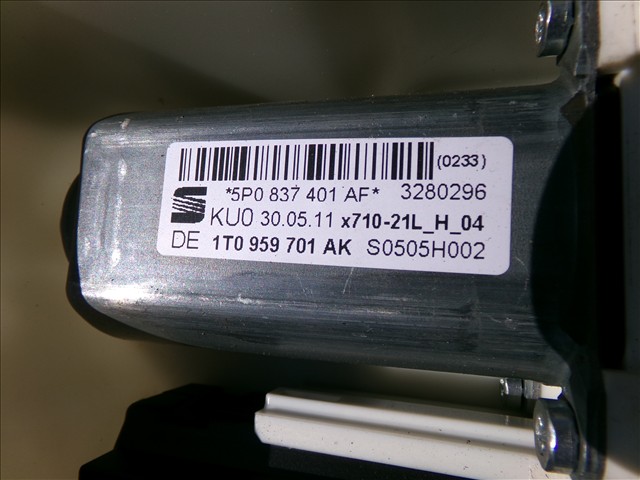 (0233)
*5P0 837 401 AF* 3280296
KU0 30.05.11 x710-21L_H_04
DE 1T0 959 701 AK S0505H002